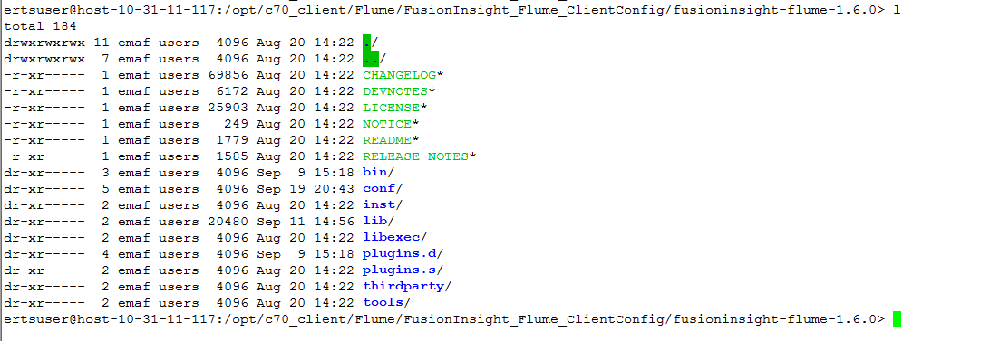 ertsuser@host-10-31-11-117:/opt/c70_client/Flume/FusionInsight_Flume_ClientConfig/fusioninsight-flume-1.6.0> l
total 184
drwxrwxrwx 11 emaf users  4096 Aug 20 14:22 ./
drwxrwxrwx  7 emaf users  4096 Aug 20 14:22 ../
-r-xr-----  1 emaf users 69856 Aug 20 14:22 CHANGELOG*
-r-xr-----  1 emaf users  6172 Aug 20 14:22 DEVNOTES*
-r-xr-----  1 emaf users 25903 Aug 20 14:22 LICENSE*
-r-xr-----  1 emaf users   249 Aug 20 14:22 NOTICE*
-r-xr-----  1 emaf users  1779 Aug 20 14:22 README*
-r-xr-----  1 emaf users  1585 Aug 20 14:22 RELEASE-NOTES*
dr-xr-----  3 emaf users  4096 Sep  9 15:18 bin/
dr-xr-----  5 emaf users  4096 Sep 19 20:43 conf/
dr-xr-----  2 emaf users  4096 Aug 20 14:22 inst/
dr-xr-----  2 emaf users 20480 Sep 11 14:56 lib/
dr-xr-----  2 emaf users  4096 Aug 20 14:22 libexec/
dr-xr-----  4 emaf users  4096 Sep  9 15:18 plugins.d/
dr-xr-----  2 emaf users  4096 Aug 20 14:22 plugins.s/
dr-xr-----  2 emaf users  4096 Aug 20 14:22 thirdparty/
dr-xr-----  2 emaf users  4096 Aug 20 14:22 tools/
ertsuser@host-10-31-11-117:/opt/c70_client/Flume/FusionInsight_Flume_ClientConfig/fusioninsight-flume-1.6.0>